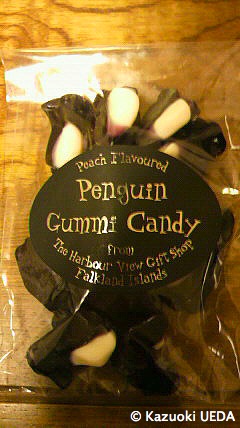 Peach Flavoured
Penguin
Gummi Candy
from
The Harbour View Gift Shop
Falkland Islands
© Kazuoki UEDA